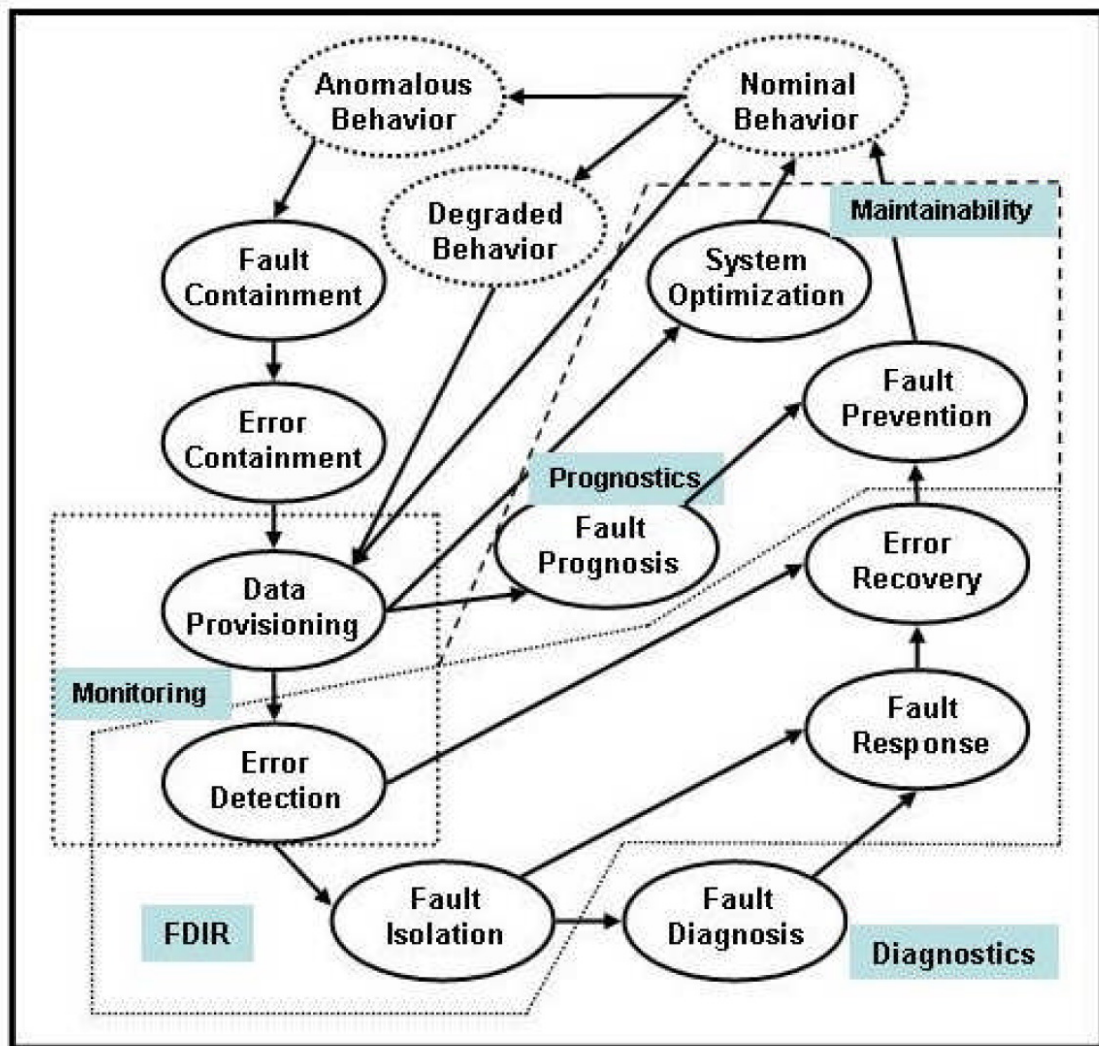 Anomalous
Behavior
Nominal
Behavior
Degraded
Behavior
Maintainability
Fault
Containment
System
Optimization
Error
Containment
Fault
Prevention
Prognostics
Fault
Prognosis
Error
Recovery
Data
Provisioning
Monitoring
Fault
Response
Error
Detection
Fault
Isolation
Fault
Diagnosis
FDIR
Diagnostics